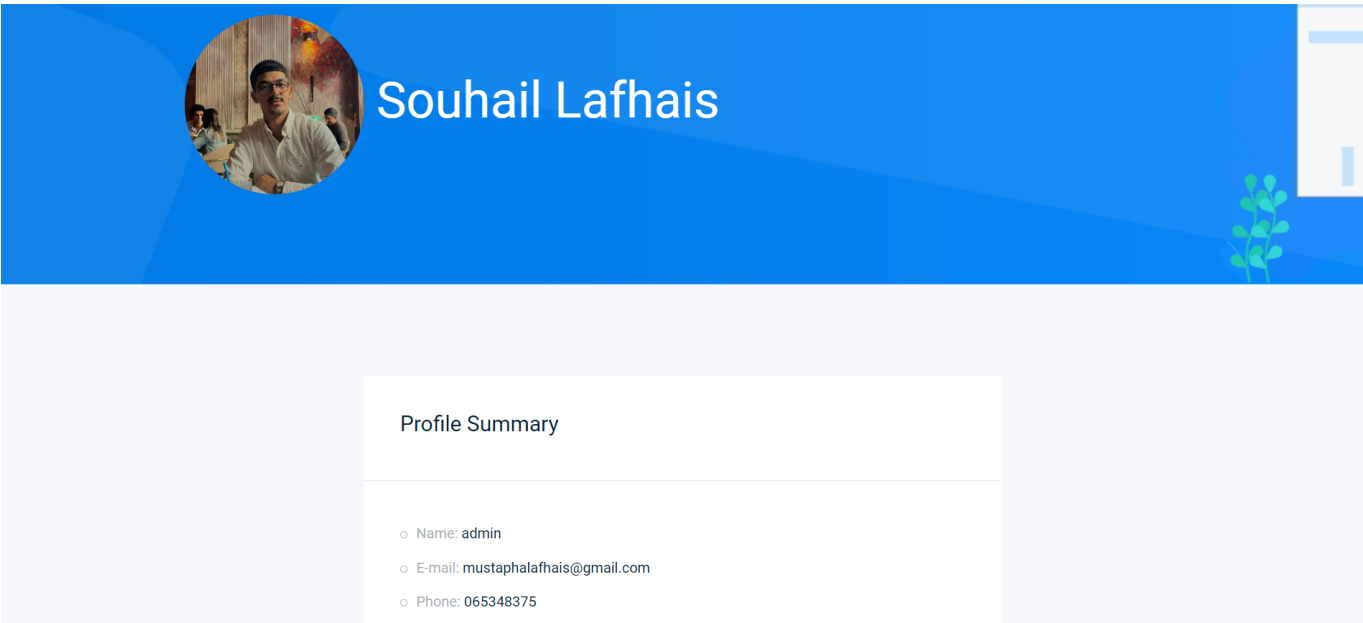 Souhail Lafhais
Profile Summary
Name: admin
E-mail: mustaphalafhais@gmail.com
Phone: 065348375